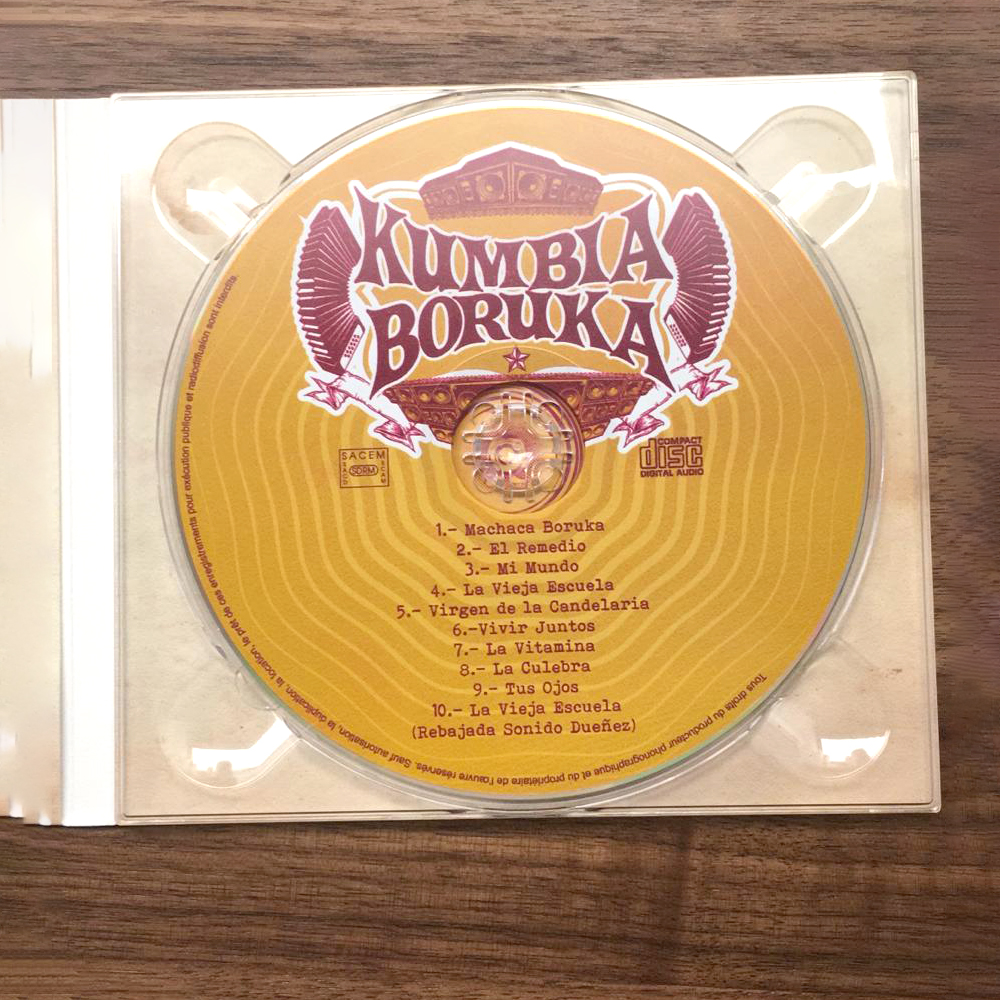 KUMBIA
BORUKA
SACEM
SACD
SDRM
SCAM
COMPACT
disc
DIGITAL AUDIO
1.- Machaca Boruka
2.- El Remedio
3.- Mi Mundo
4.- La Vieja Escuela
5.- Virgen de la Candelaria
6.-Vivir Juntos
7.- La Vitamina
8.- La Culebra
9.- Tus Ojos
10.- La Vieja Escuela
(Rebajada Sonido Dueñez)
Tous droits du producteur phonographique et du propriétaire de l'œuvre réservés. Sauf autorisation, la duplication, la location, le prêt de ces enregistrements pour exécution publique et radiodiffusion sont interdits.